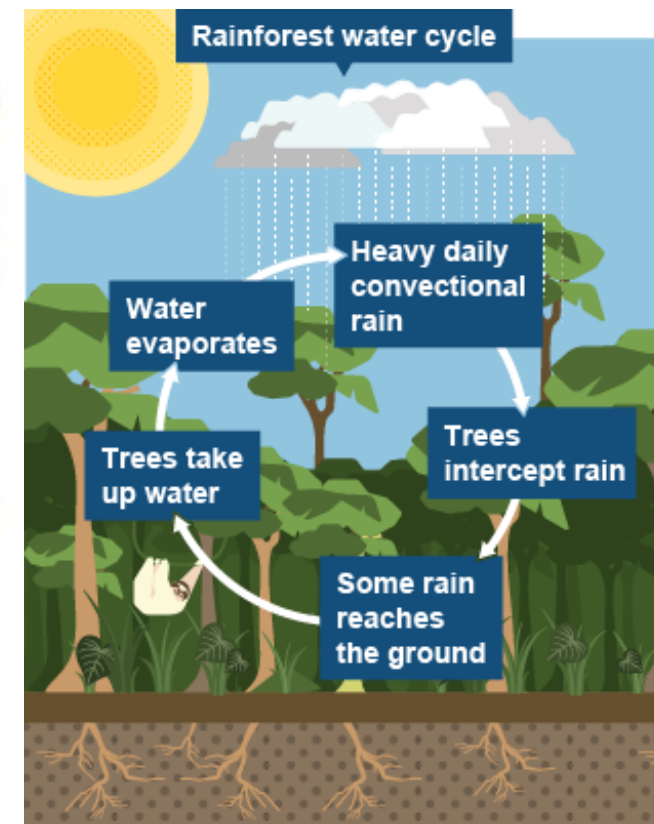 Rainforest water cycle
Heavy daily
convectional
rain
Trees
intercept rain
Some rain
reaches
the ground
Trees take
up water
Water
evaporates